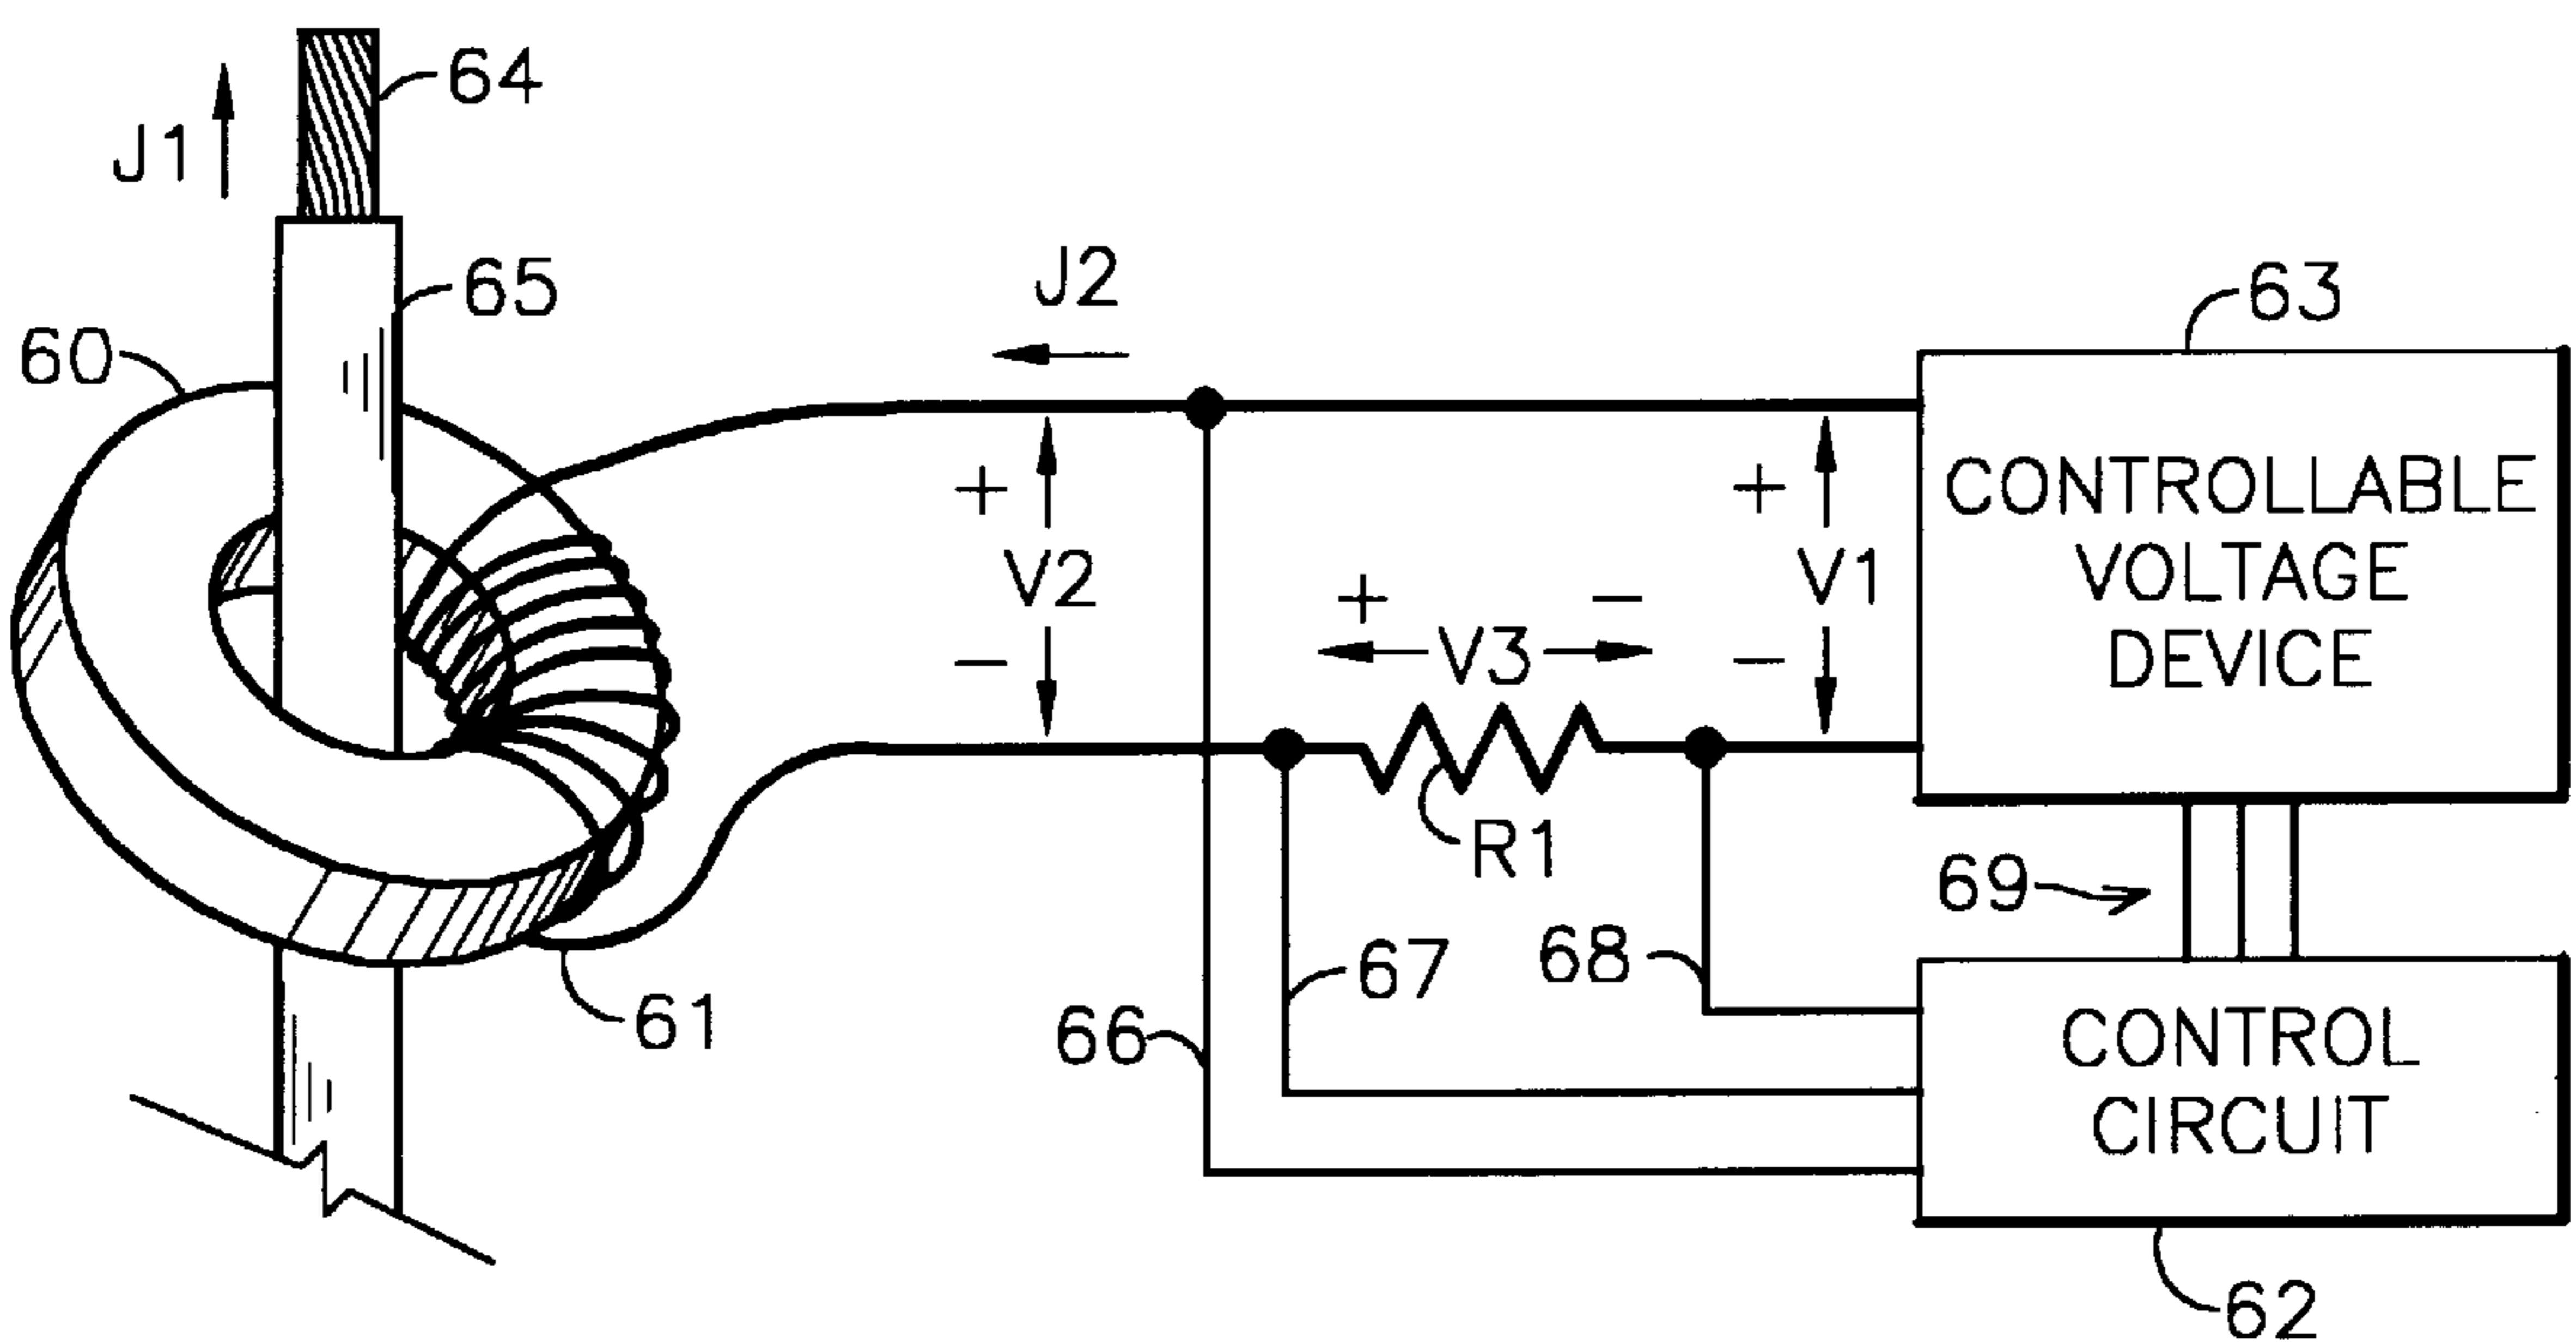 64
J1
65
J2
63
60
+
+
CONTROLLABLE
VOLTAGE
DEVICE
V2
V1
+
−
V3
−
−
R1
69
67
68
66
61
CONTROL
CIRCUIT
62